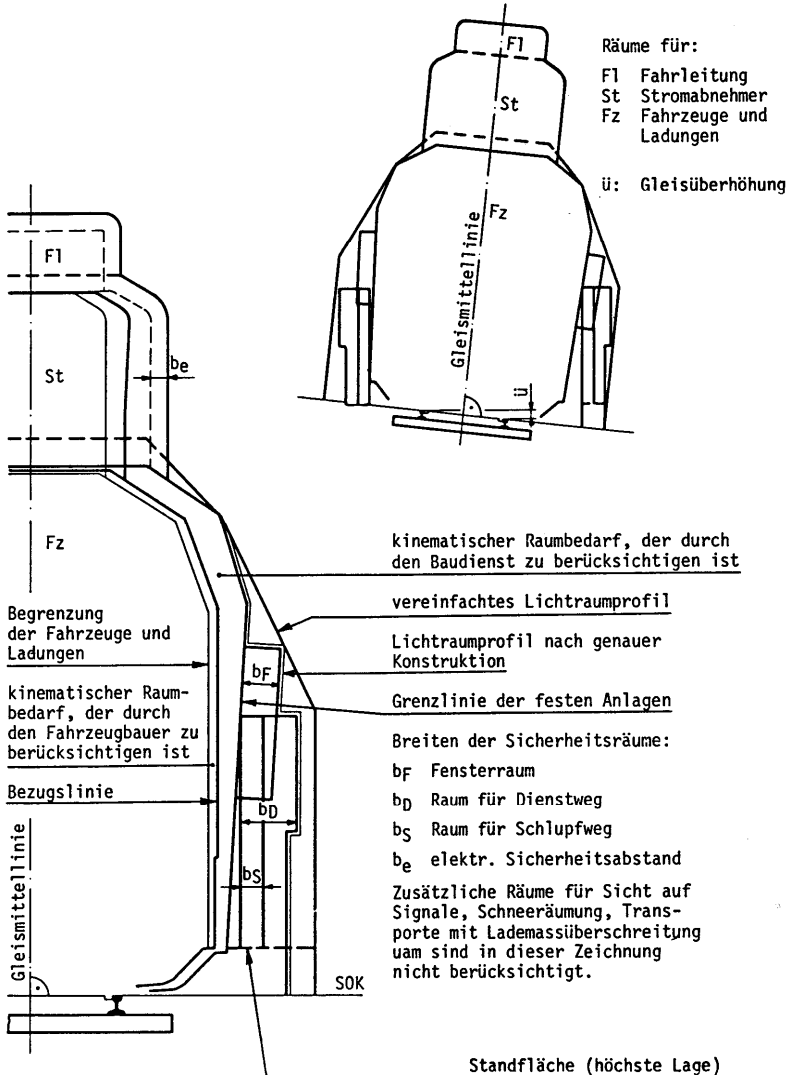 Fl
St
Fz
Gleismittellinie
ü
Räume für:
Fl Fahrleitung
St Stromabnehmer
Fz Fahrzeuge und
Ladungen
ü: Gleisüberhöhung
Fl
St
be
Fz
Begrenzung
der Fahrzeuge und
Ladungen
kinematischer Raum-
bedarf, der durch
den Fahrzeugbauer zu
berücksichtigen ist
Bezugslinie
Gleismittellinie
bF
bD
bS
SOK
kinematischer Raumbedarf, der durch
den Baudienst zu berücksichtigen ist
vereinfachtes Lichtraumprofil
Lichtraumprofil nach genauer
Konstruktion
Grenzlinie der festen Anlagen
Breiten der Sicherheitsräume:
bF Fensterraum
bD Raum für Dienstweg
bS Raum für Schlupfweg
be elektr. Sicherheitsabstand
Zusätzliche Räume für Sicht auf
Signale, Schneeräumung, Trans-
porte mit Lademassüberschreitung
uam sind in dieser Zeichnung
nicht berücksichtigt.
Standfläche (höchste Lage)